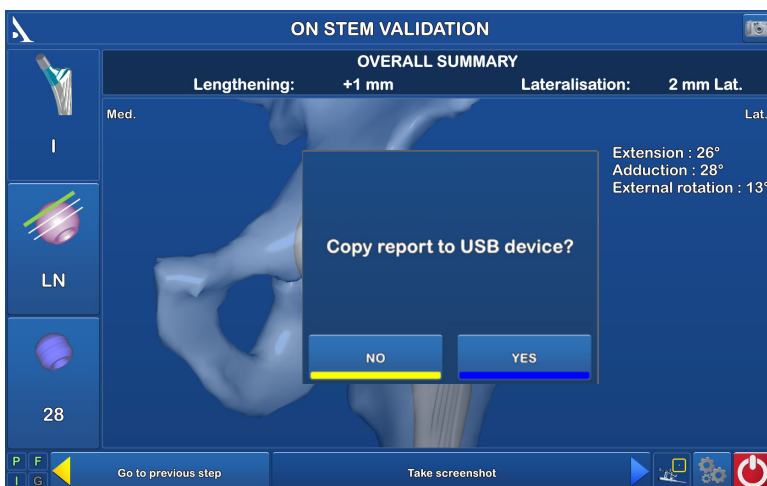 ON STEM VALIDATION
OVERALL SUMMARY
Lengthening: +1 mm Lateralisation: 2 mm Lat.
Med. Lat.
I
Extension : 26°
Adduction : 28°
External rotation : 13°
Copy report to USB device?
LN
NO YES
28
P F
I G
Go to previous step Take screenshot